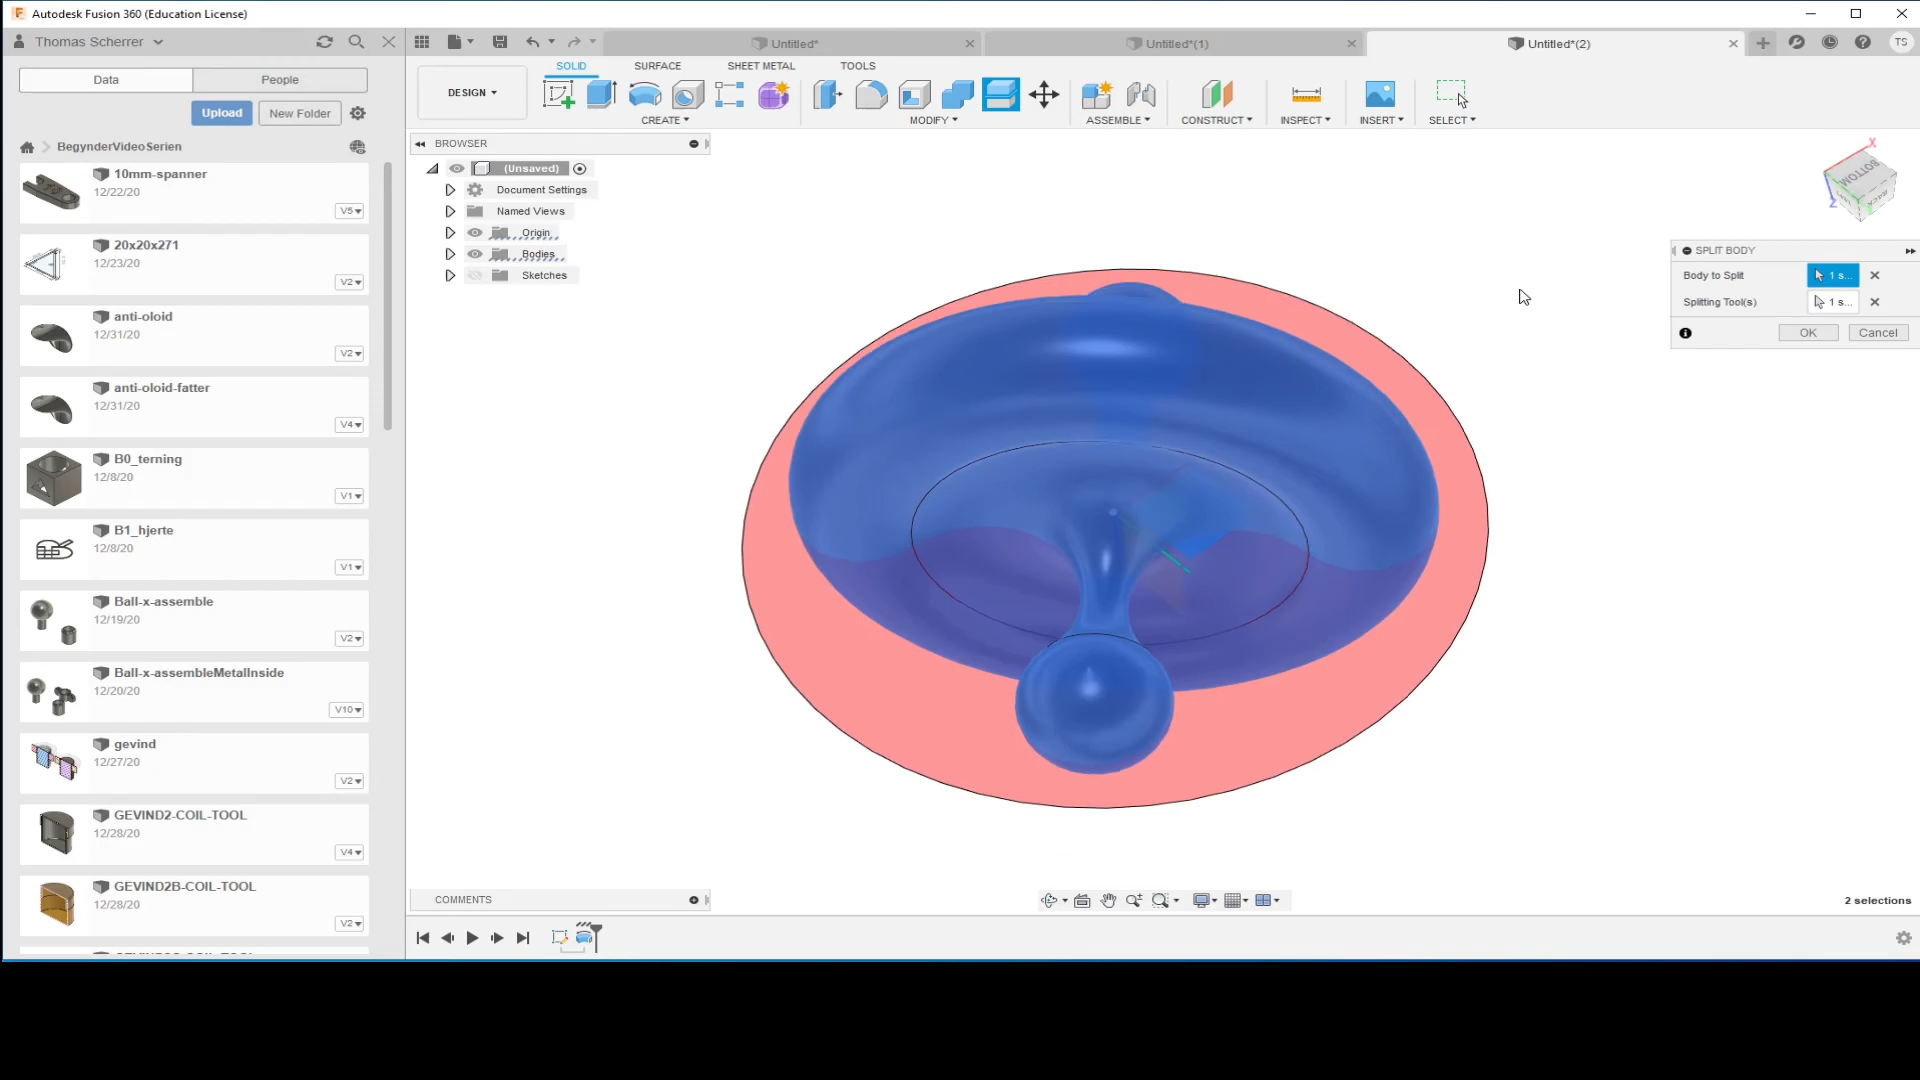 Autodesk Fusion 360 (Education License)
Thomas Scherrer
Untitled*
Untitled*(1)
Untitled*(2)
TS
Data
People
SOLID
SURFACE
SHEET METAL
TOOLS
DESIGN
Upload
New Folder
CREATE
MODIFY
ASSEMBLE
CONSTRUCT
INSPECT
INSERT
SELECT
BegynderVideoSerien
BROWSER
(Unsaved)
Document Settings
Named Views
Origin
Bodies
Sketches
10mm-spanner
12/22/20
V5
20x20x271
12/23/20
V2
anti-oloid
12/31/20
V2
anti-oloid-fatter
12/31/20
V4
B0_terning
12/8/20
V1
B1_hjerte
12/8/20
V1
Ball-x-assemble
12/19/20
V2
Ball-x-assembleMetalInside
12/20/20
V10
gevind
12/27/20
V2
GEVIND2-COIL-TOOL
12/28/20
V4
GEVIND2B-COIL-TOOL
12/28/20
V2
X
BOTTOM
BACK
Z
SPLIT BODY
Body to Split
1 s...
Splitting Tool(s)
1 s...
OK
Cancel
COMMENTS
2 selections